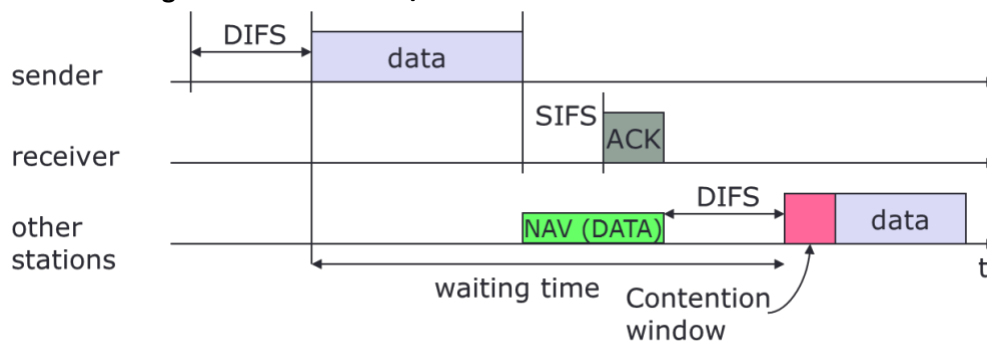 DIFS
data
sender
SIFS
ACK
receiver
DIFS
other
stations
NAV (DATA)
data
t
waiting time
Contention
window